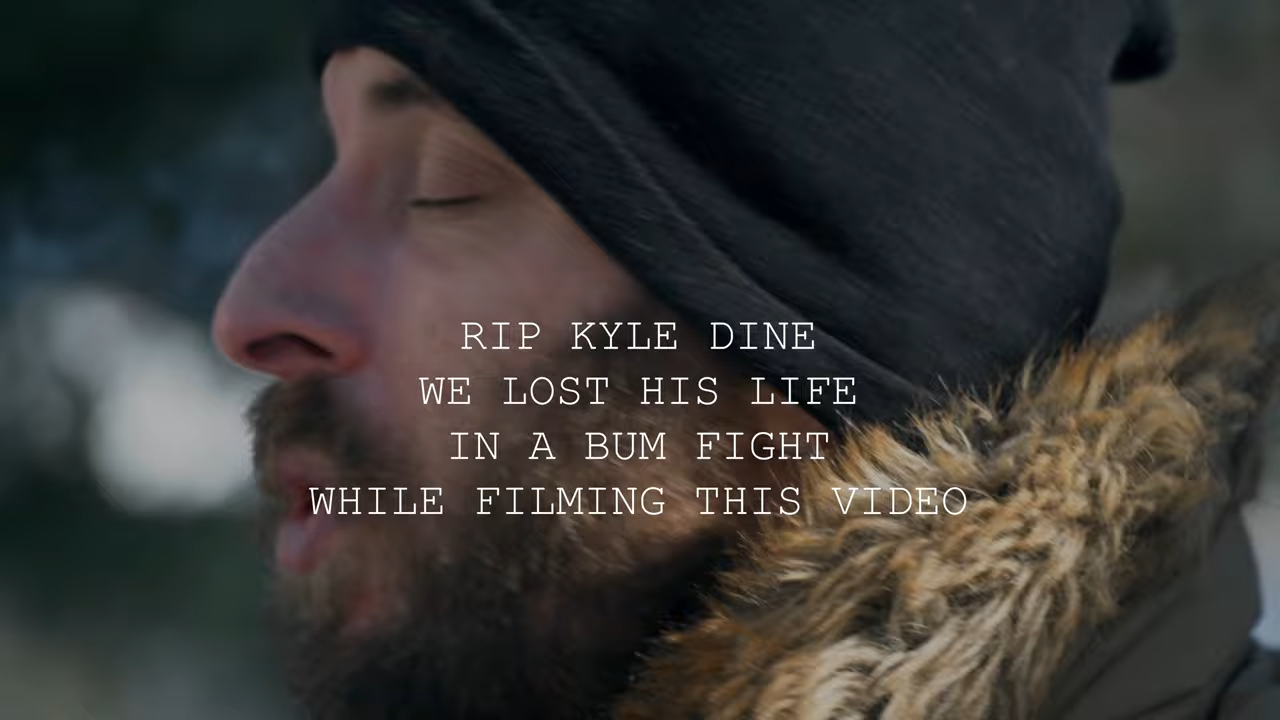 RIP KYLE DINE
WE LOST HIS LIFE
IN A BUM FIGHT
WHILE FILMING THIS VIDEO